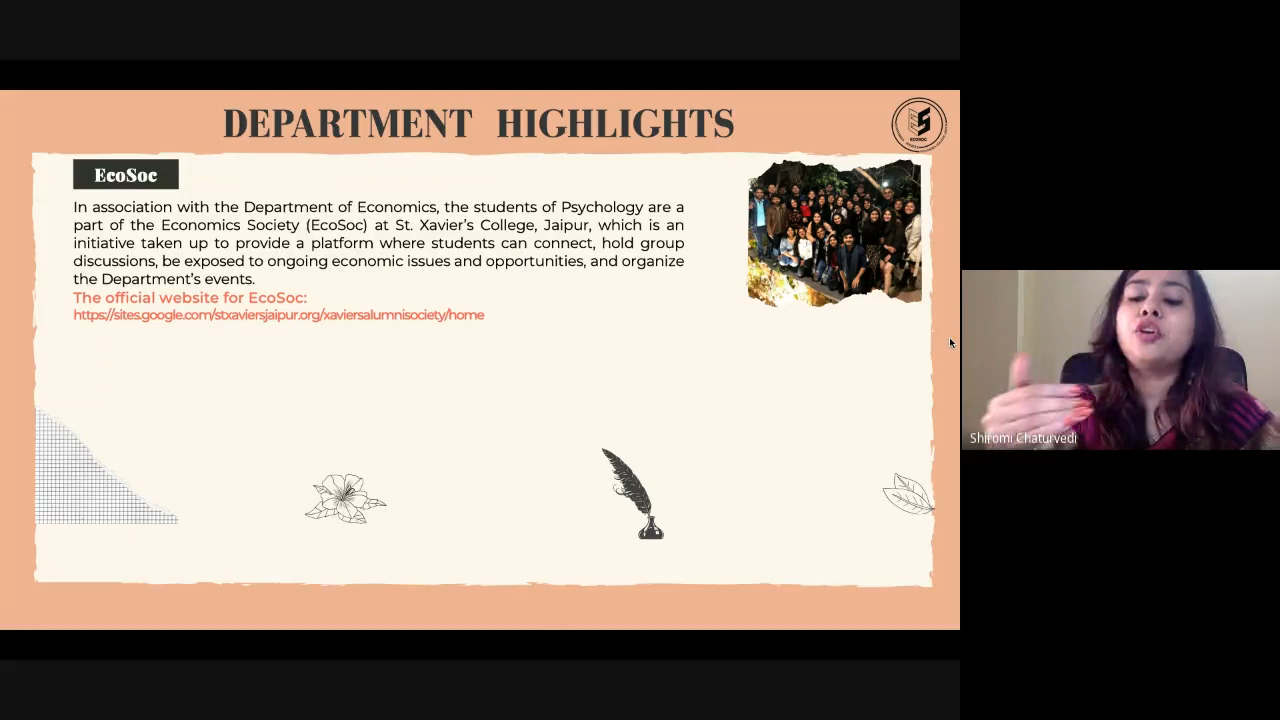 DEPARTMENT HIGHLIGHTS
ECOSOC
EcoSoc
In association with the Department of Economics, the students of Psychology are a
part of the Economics Society (EcoSoc) at St. Xavier's College, Jaipur, which is an
initiative taken up to provide a platform where students can connect, hold group
discussions, be exposed to ongoing economic issues and opportunities, and organize
the Department's events.
The official website for EcoSoc:
https://sites.google.com/stxaviersjaipur.org/xaviersalumnisociety/home
Shiromi Chaturvedi